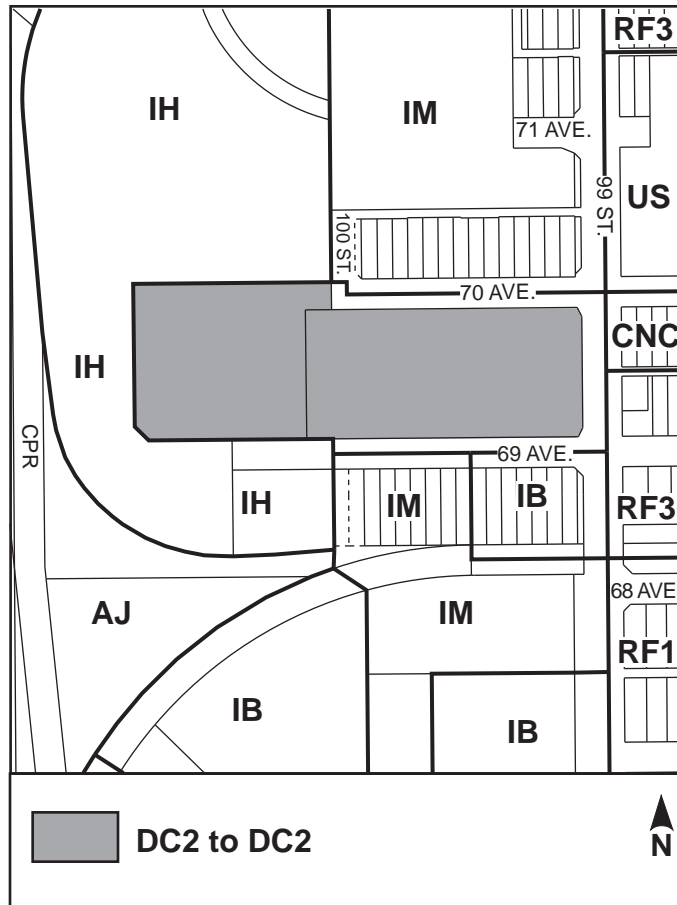 RF3
IH
IM
71 AVE.
99 ST.
US
100 ST.
70 AVE.
CNC
IH
CPR
69 AVE.
IH
IM
IB
RF3
68 AVE
AJ
IM
RF1
IB
IB
DC2 to DC2
N